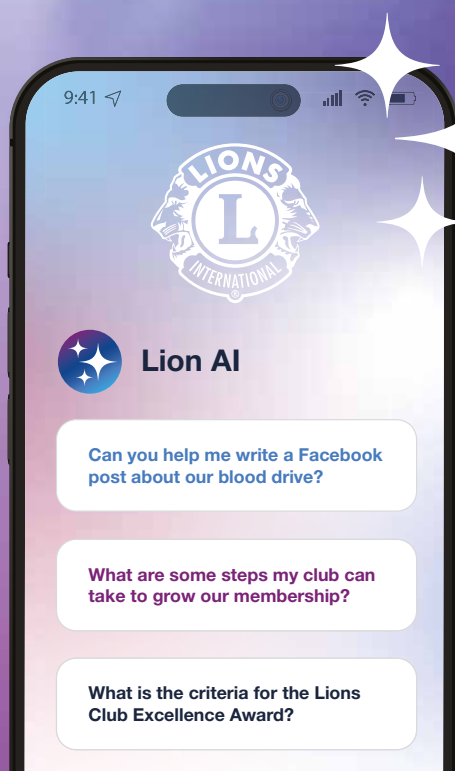 9:41
LIONS
L
INTERNATIONAL
®
Lion AI
Can you help me write a Facebook
post about our blood drive?
What are some steps my club can
take to grow our membership?
What is the criteria for the Lions
Club Excellence Award?